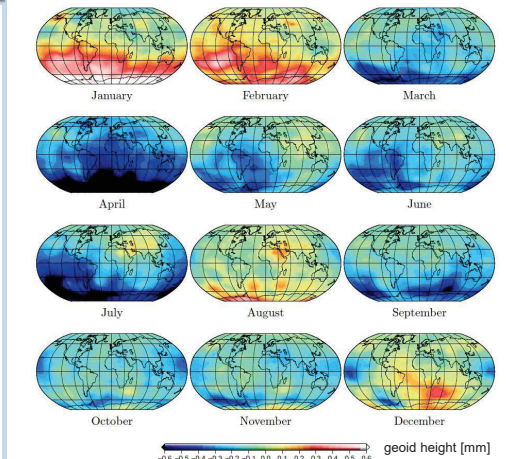 January February March
April May June
July August September
October November December
geoid height [mm]
-0.6 -0.5 -0.4 -0.3 -0.2 -0.1 0.0 0.1 0.2 0.3 0.4 0.5 0.6